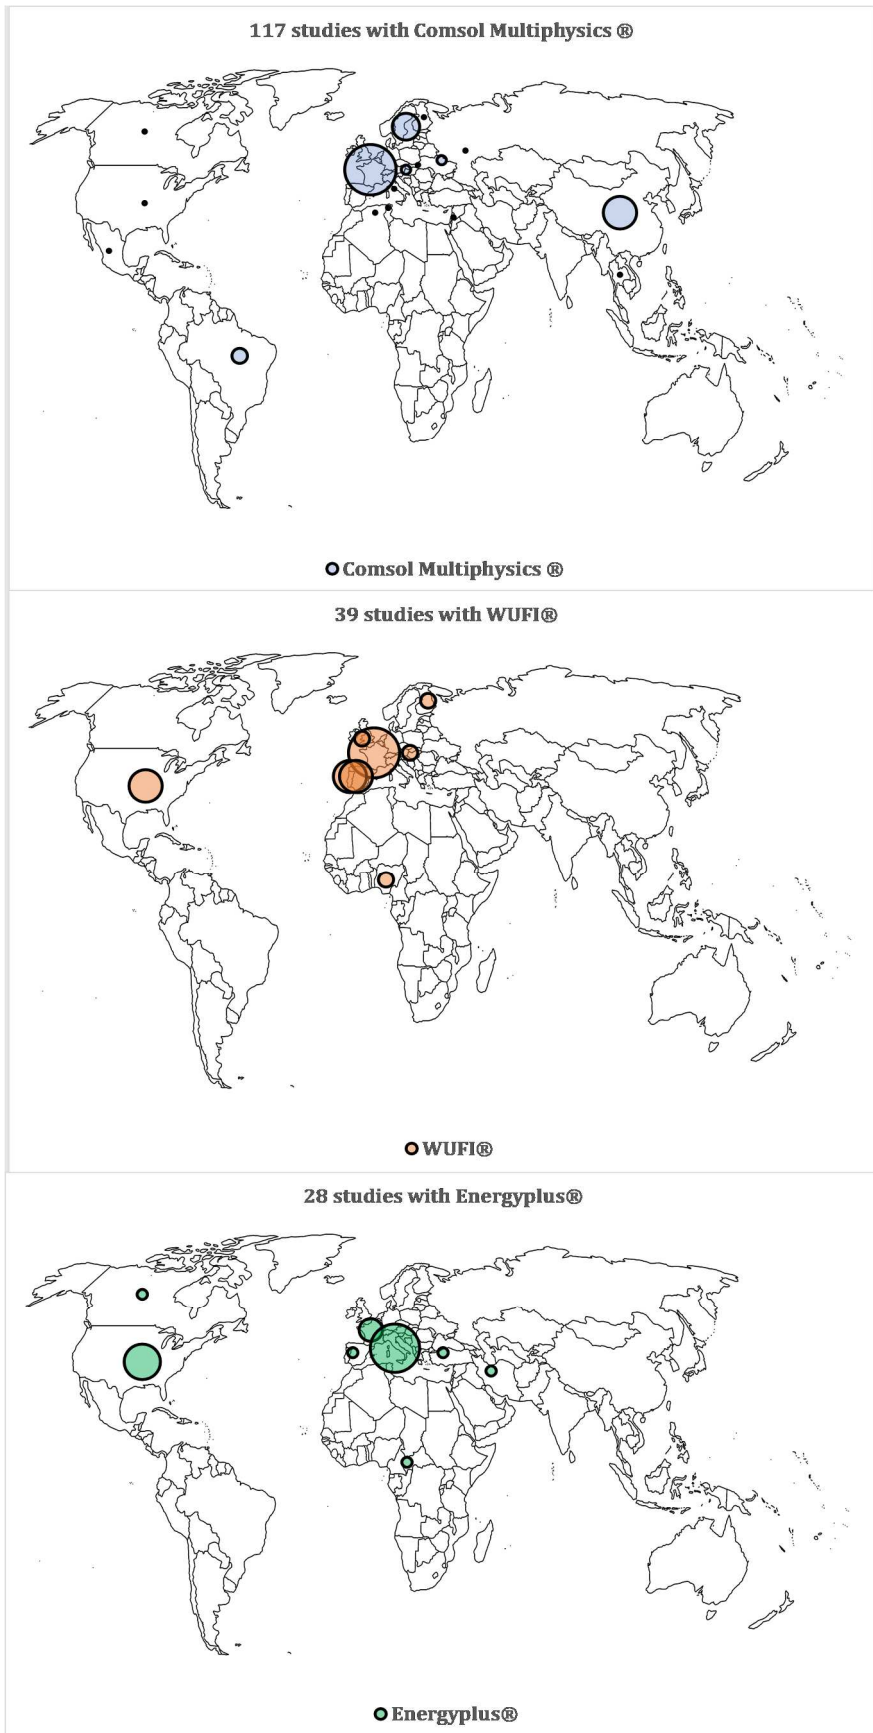 117 studies with Comsol Multiphysics ®
Comsol Multiphysics ®
39 studies with WUFI®
WUFI®
28 studies with Energyplus®
Energyplus®